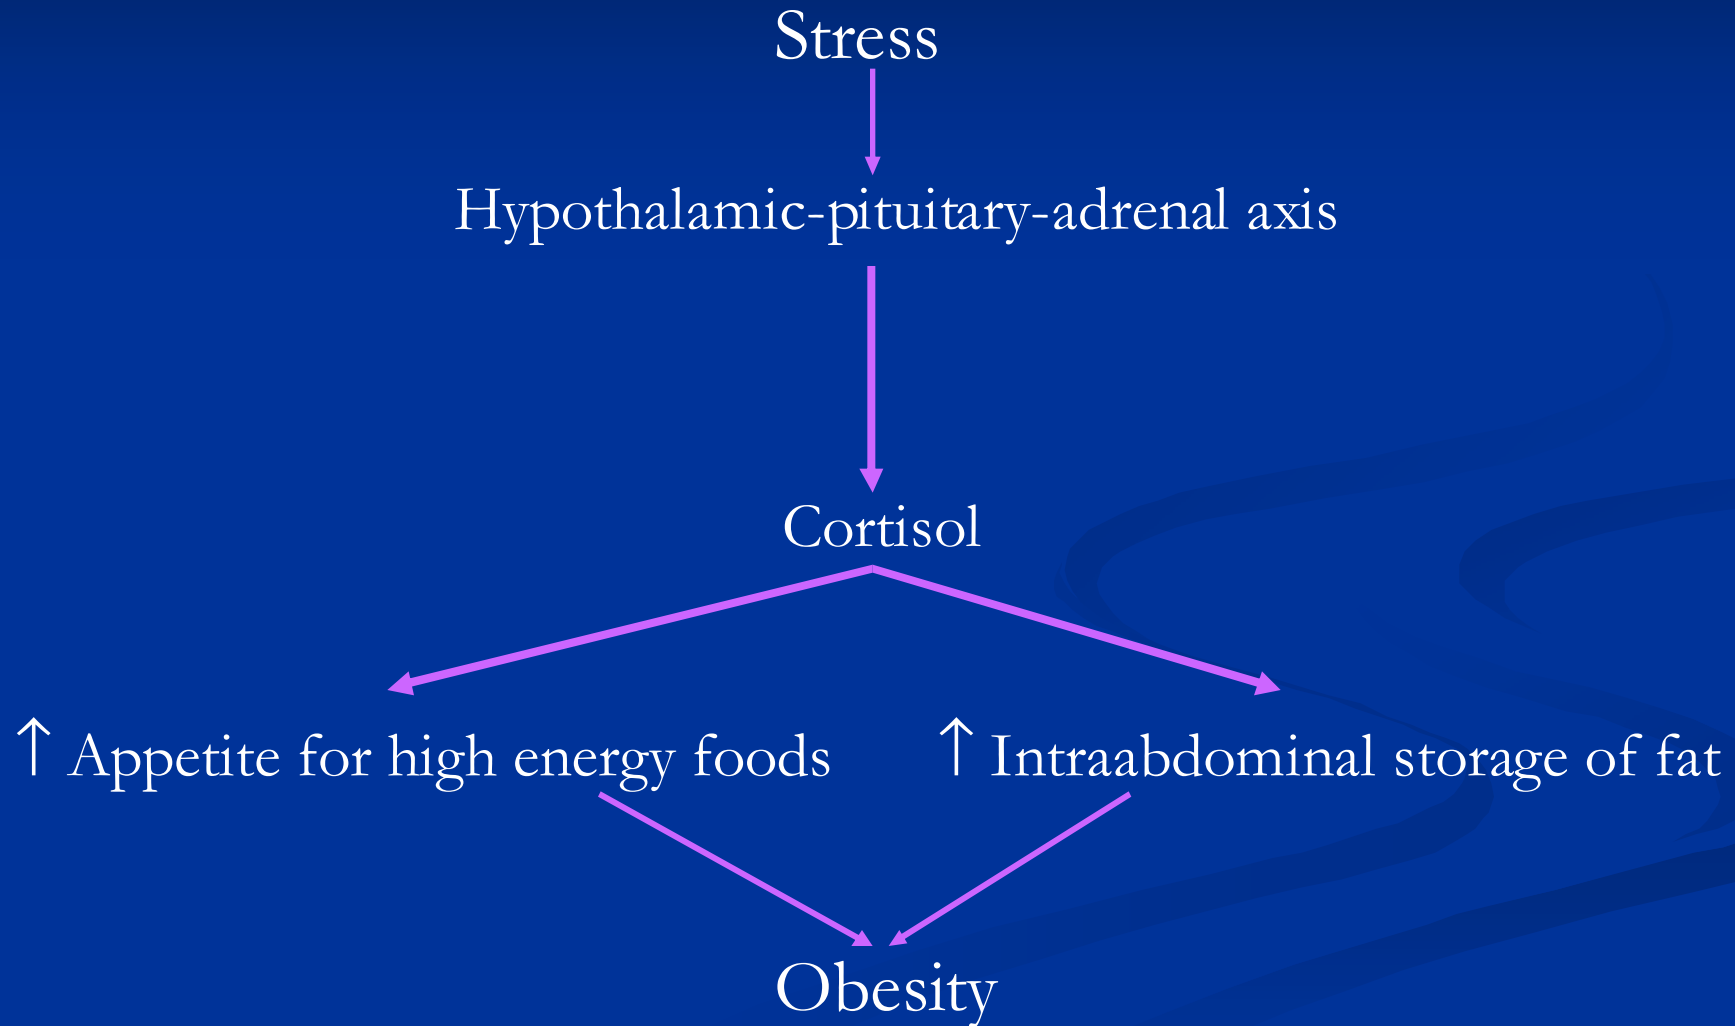 Stress
Hypothalamic-pituitary-adrenal axis
Cortisol
↑ Appetite for high energy foods
↑ Intraabdominal storage of fat
Obesity